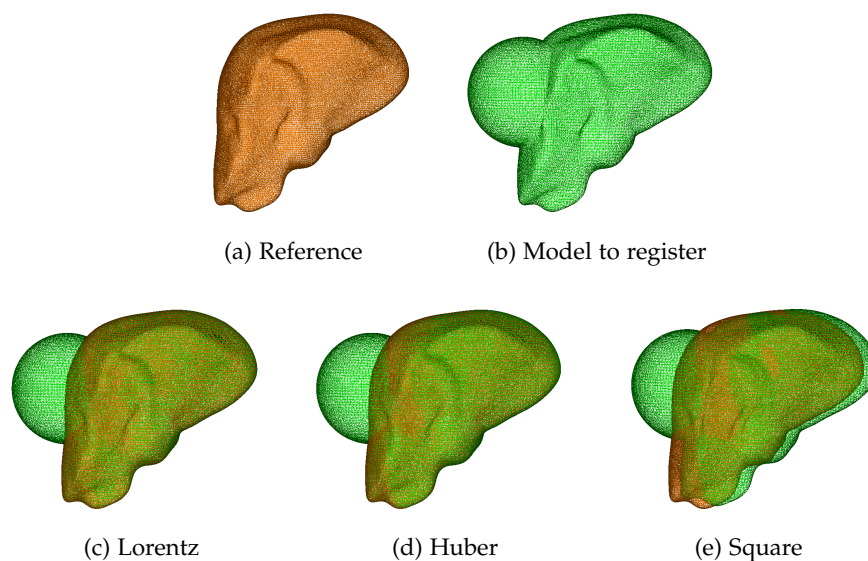 (a) Reference
(b) Model to register
(c) Lorentz
(d) Huber
(e) Square